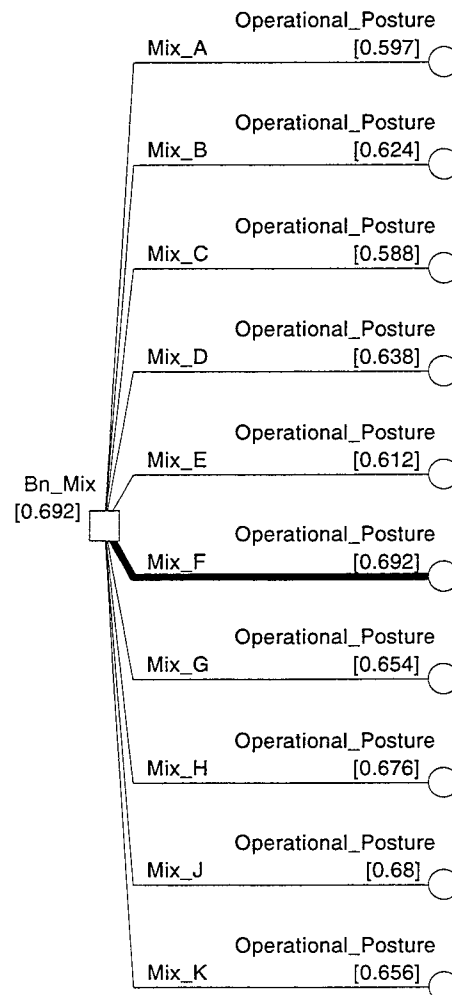 Operational_Posture
Mix_A [0.597]
Operational_Posture
Mix_B [0.624]
Operational_Posture
Mix_C [0.588]
Operational_Posture
Mix_D [0.638]
Operational_Posture
Mix_E [0.612]
Bn_Mix
[0.692]
Operational_Posture
Mix_F [0.692]
Operational_Posture
Mix_G [0.654]
Operational_Posture
Mix_H [0.676]
Operational_Posture
Mix_J [0.68]
Operational_Posture
Mix_K [0.656]